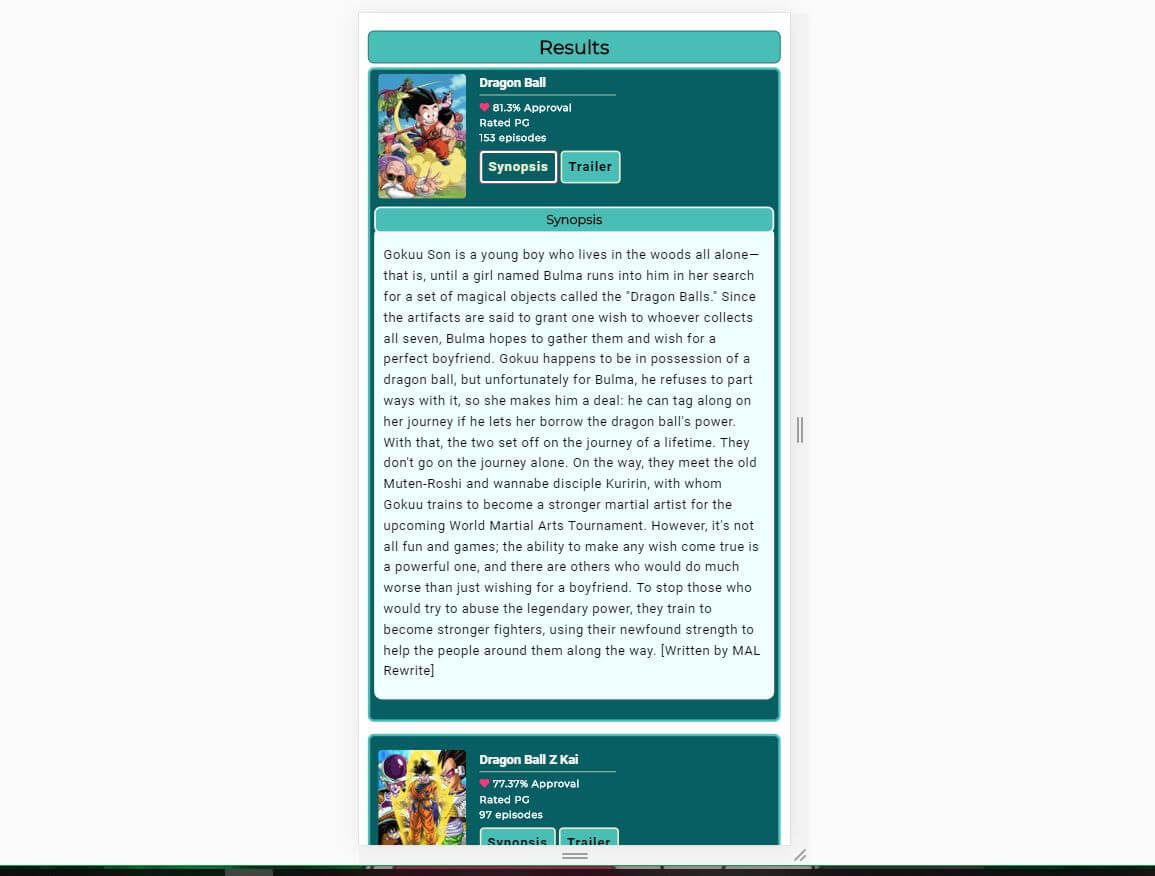 Results
Dragon Ball
81.3% Approval
Rated PG
153 episodes
Synopsis Trailer
Synopsis
Gokuu Son is a young boy who lives in the woods all alone—
that is, until a girl named Bulma runs into him in her search
for a set of magical objects called the "Dragon Balls." Since
the artifacts are said to grant one wish to whoever collects
all seven, Bulma hopes to gather them and wish for a
perfect boyfriend. Gokuu happens to be in possession of a
dragon ball, but unfortunately for Bulma, he refuses to part
ways with it, so she makes him a deal: he can tag along on
her journey if he lets her borrow the dragon ball's power.
With that, the two set off on the journey of a lifetime. They
don't go on the journey alone. On the way, they meet the old
Muten-Roshi and wannabe disciple Kuririn, with whom
Gokuu trains to become a stronger martial artist for the
upcoming World Martial Arts Tournament. However, it's not
all fun and games; the ability to make any wish come true is
a powerful one, and there are others who would do much
worse than just wishing for a boyfriend. To stop those who
would try to abuse the legendary power, they train to
become stronger fighters, using their newfound strength to
help the people around them along the way. [Written by MAL
Rewrite]
Dragon Ball Z Kai
77.37% Approval
Rated PG
97 episodes
Synopsis Trailer